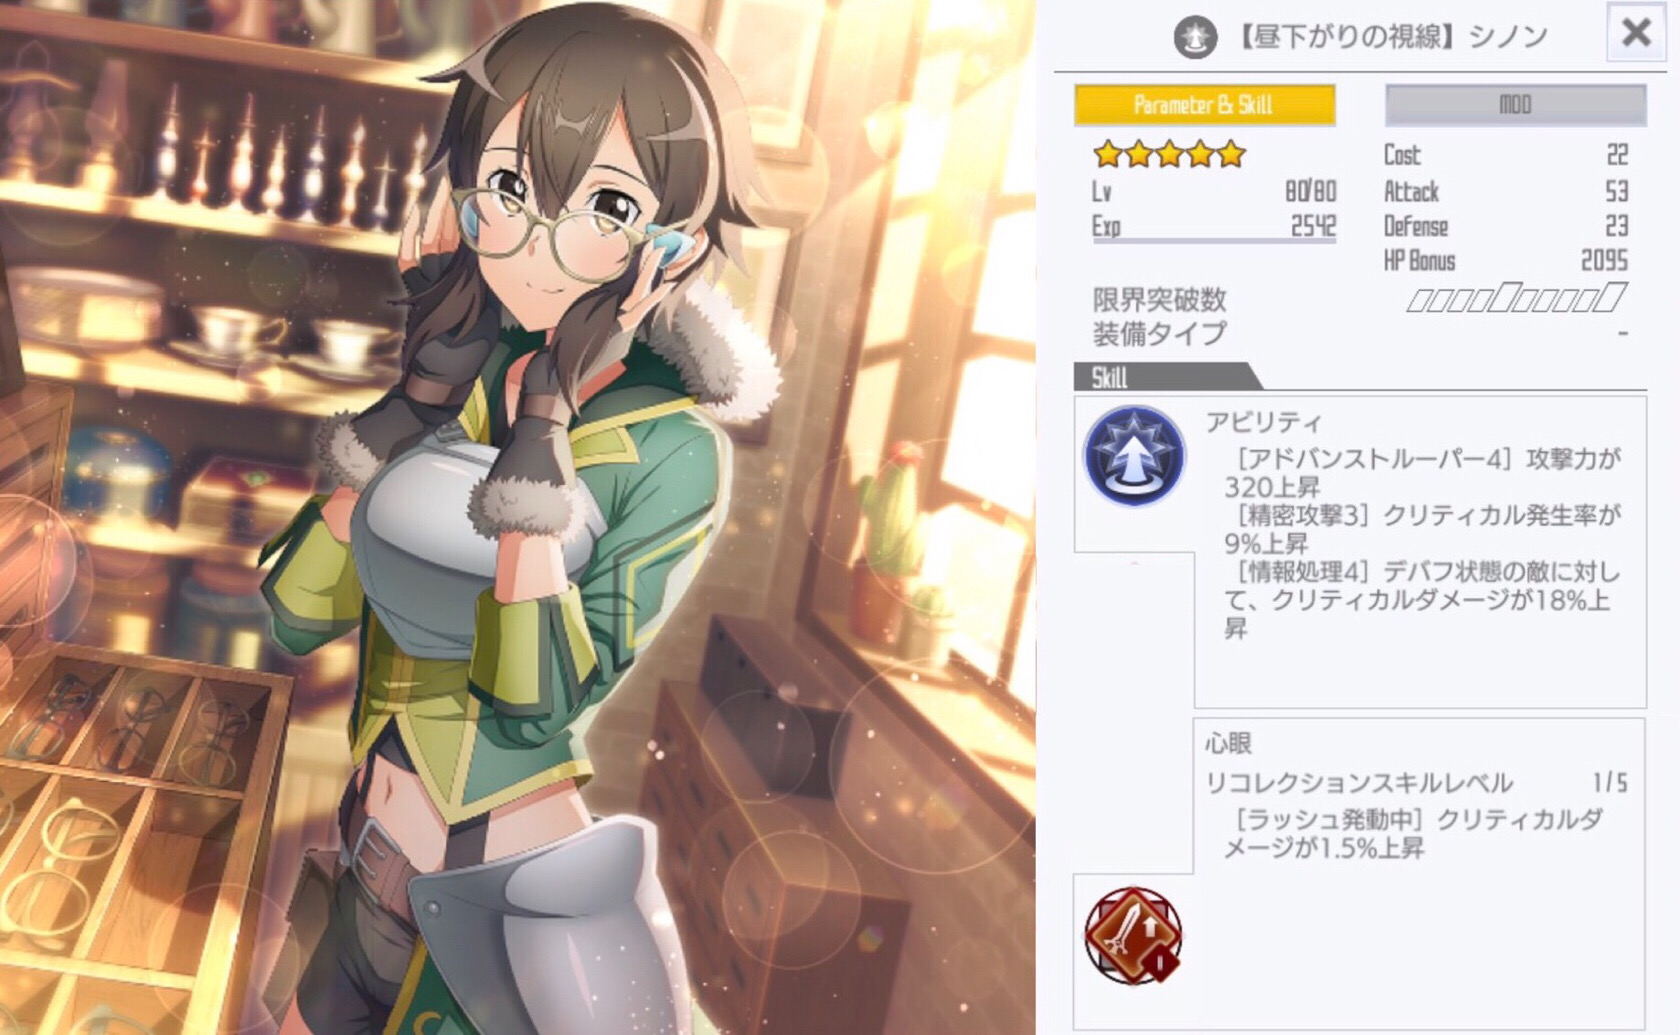 【昼下がりの視線】シノン
Parameter & Skill
MOD
Lv 80/80
Exp 2542
Cost 22
Attack 53
Defense 23
HP Bonus 2095
限界突破数
装備タイプ -
Skill
アビリティ
［アドバンストルーパー4］攻撃力が
320上昇
［精密攻撃3］クリティカル発生率が
9%上昇
［情報処理4］デバフ状態の敵に対し
て、クリティカルダメージが18%上
昇
心眼
リコレクションスキルレベル 1/5
［ラッシュ発動中］クリティカルダ
メージが1.5%上昇
I